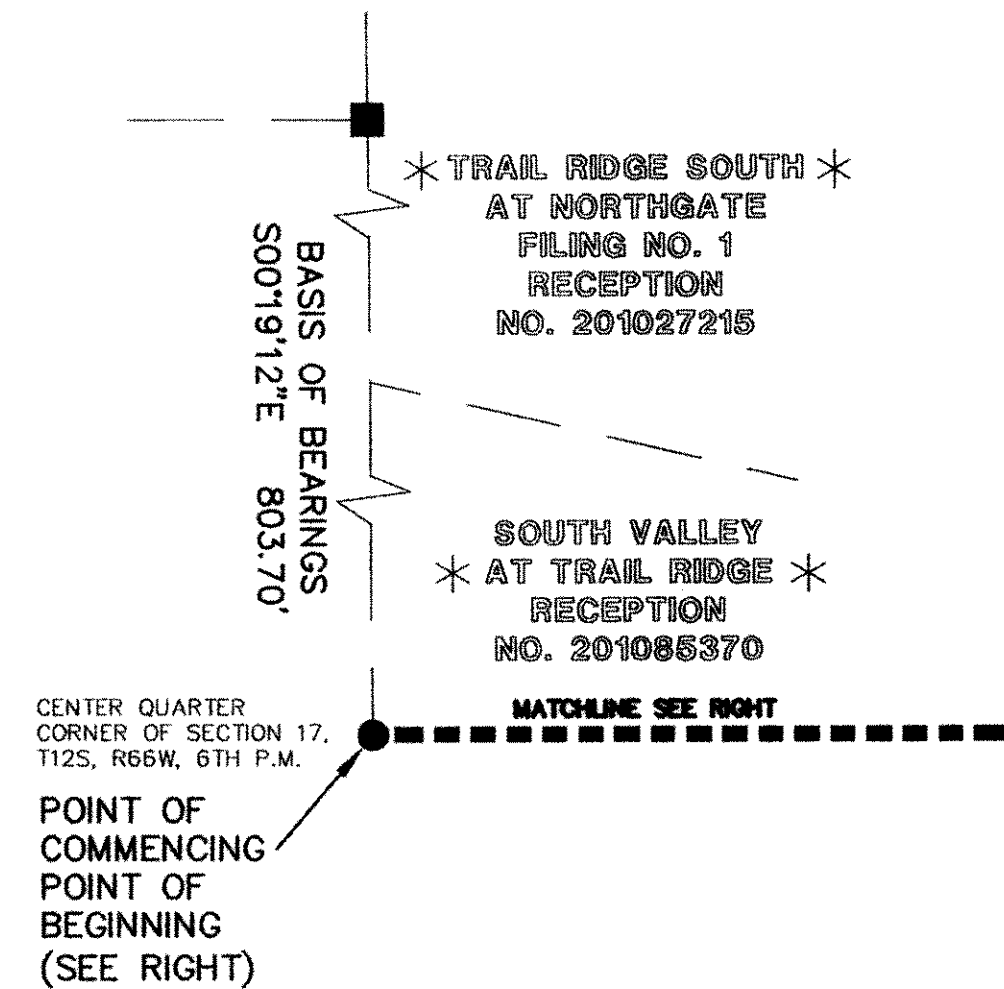 * TRAIL RIDGE SOUTH *
AT NORTHGATE
FILING NO. 1
RECEPTION
NO. 201027215
BASIS OF BEARINGS
S00°19'12"E 803.70'
SOUTH VALLEY
* AT TRAIL RIDGE *
RECEPTION
NO. 201085370
MATCHLINE SEE RIGHT
CENTER QUARTER
CORNER OF SECTION 17,
T12S, R66W, 6TH P.M.
POINT OF
COMMENCING
POINT OF
BEGINNING
(SEE RIGHT)